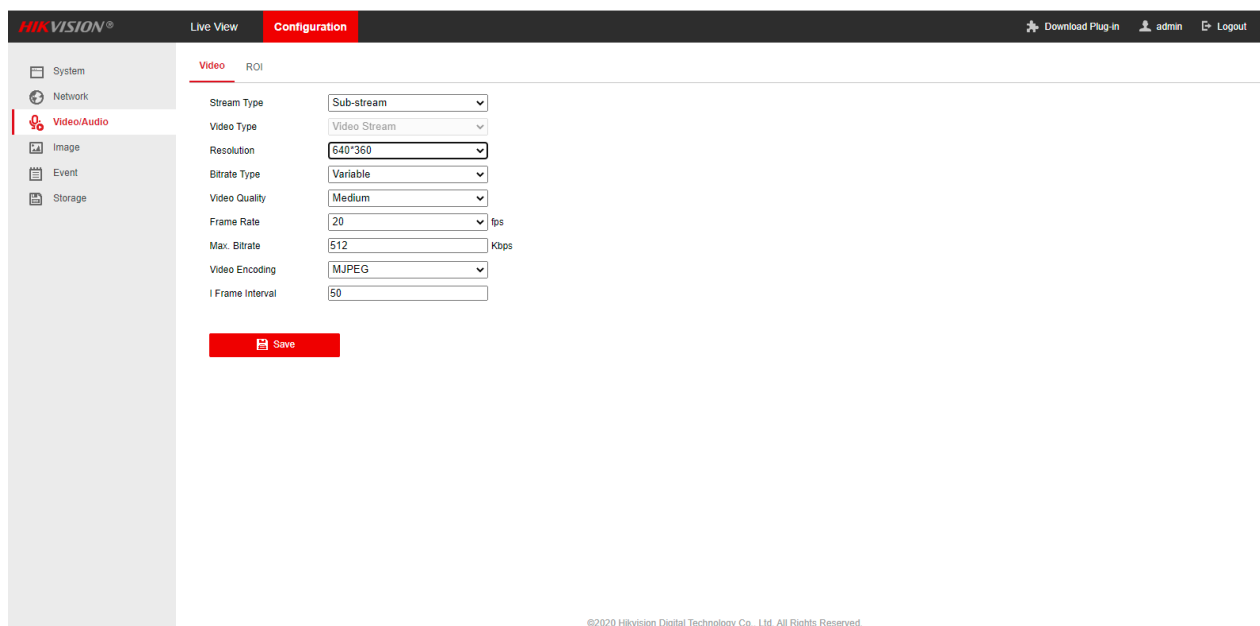 HIKVISION® Live View Configuration Download Plug-in admin Logout
System
Network
Video/Audio
Image
Event
Storage
Video ROI
Stream Type Sub-stream
Video Type Video Stream
Resolution 640*360
Bitrate Type Variable
Video Quality Medium
Frame Rate 20 fps
Max. Bitrate 512 Kbps
Video Encoding MJPEG
I Frame Interval 50
Save
©2020 Hikvision Digital Technology Co., Ltd. All Rights Reserved.